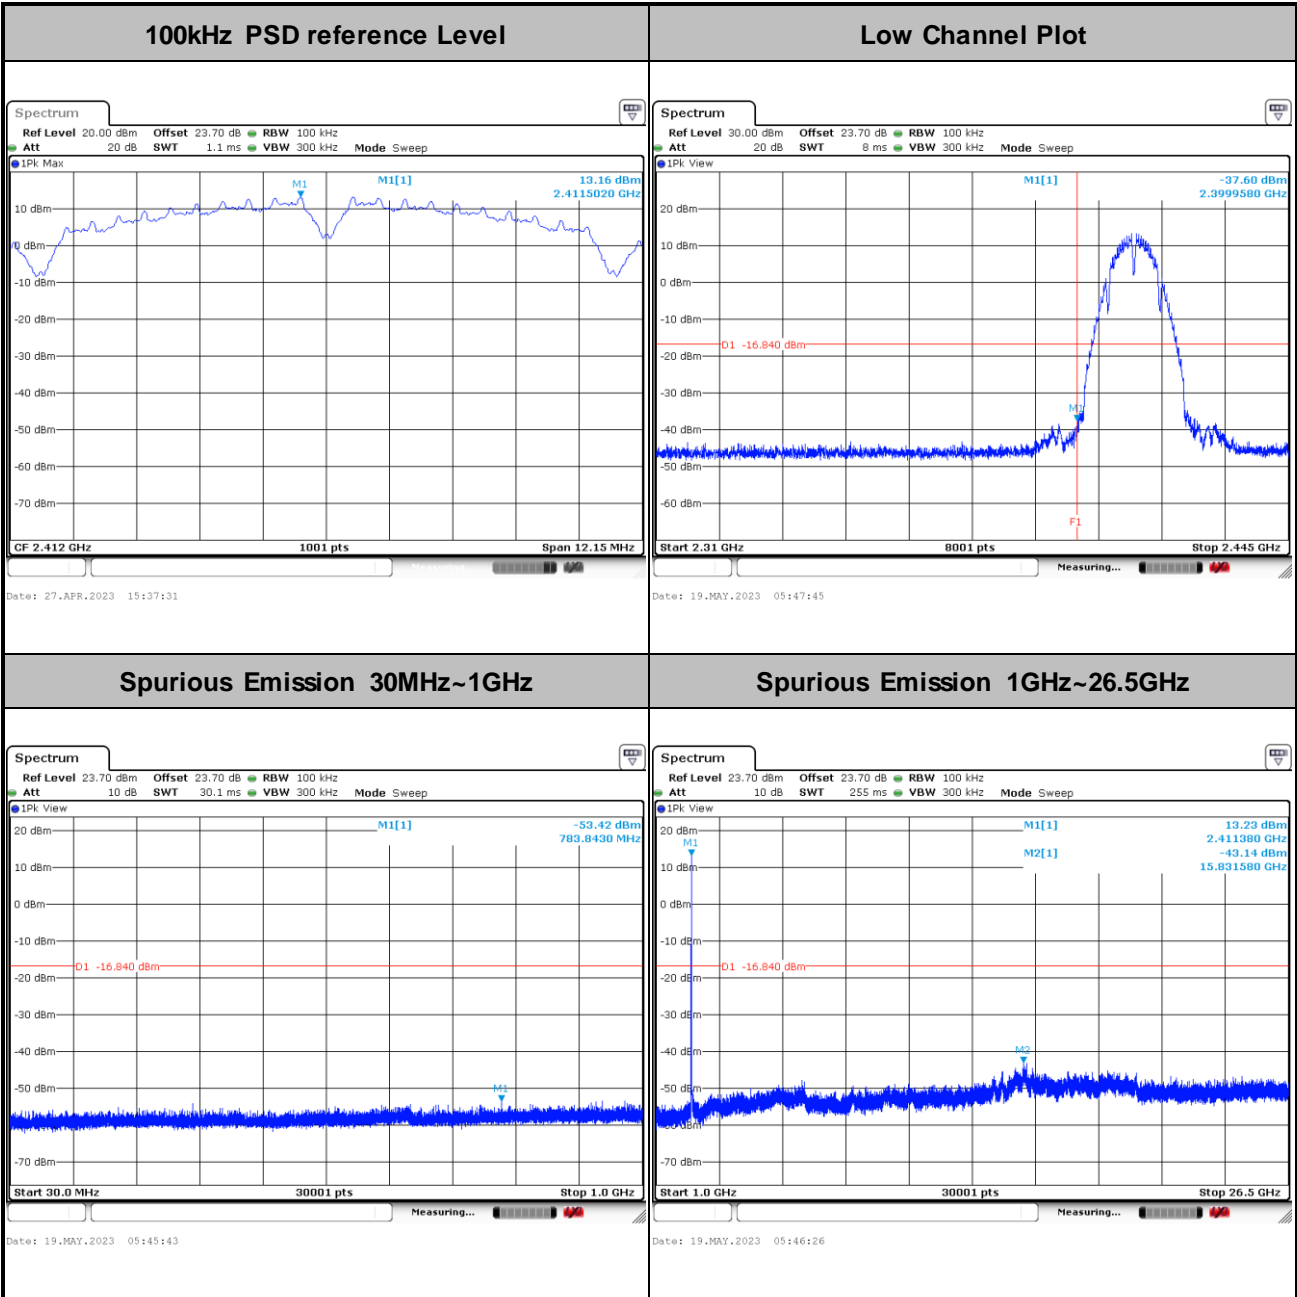 100kHz PSD reference Level
Low Channel Plot
Spectrum
Ref Level 20.00 dBm Offset 23.70 dB RBW 100 kHz
Att 20 dB SWT 1.1 ms VBW 300 kHz Mode Sweep
1Pk Max
M1[1] 13.16 dBm
2.4115020 GHz
M1
10 dBm
0 dBm
-10 dBm
-20 dBm
-30 dBm
-40 dBm
-50 dBm
-60 dBm
-70 dBm
CF 2.412 GHz 1001 pts Span 12.15 MHz
Measuring...
Date: 27.APR.2023 15:37:31
Spectrum
Ref Level 30.00 dBm Offset 23.70 dB RBW 100 kHz
Att 20 dB SWT 8 ms VBW 300 kHz Mode Sweep
1Pk View
M1[1] -37.60 dBm
2.3999580 GHz
20 dBm
10 dBm
0 dBm
-10 dBm
D1 -16.840 dBm
-20 dBm
-30 dBm
M1
-40 dBm
-50 dBm
-60 dBm
F1
Start 2.31 GHz 8001 pts Stop 2.445 GHz
Measuring...
Date: 19.MAY.2023 05:47:45
Spurious Emission 30MHz~1GHz
Spurious Emission 1GHz~26.5GHz
Spectrum
Ref Level 23.70 dBm Offset 23.70 dB RBW 100 kHz
Att 10 dB SWT 30.1 ms VBW 300 kHz Mode Sweep
1Pk View
M1[1] -53.42 dBm
783.8430 MHz
20 dBm
10 dBm
0 dBm
-10 dBm
D1 -16.840 dBm
-20 dBm
-30 dBm
-40 dBm
-50 dBm
M1
-70 dBm
Start 30.0 MHz 30001 pts Stop 1.0 GHz
Measuring...
Date: 19.MAY.2023 05:45:43
Spectrum
Ref Level 23.70 dBm Offset 23.70 dB RBW 100 kHz
Att 10 dB SWT 255 ms VBW 300 kHz Mode Sweep
1Pk View
M1[1] 13.23 dBm
2.411380 GHz
M2[1] -43.14 dBm
15.831580 GHz
20 dBm
M1
10 dBm
0 dBm
-10 dBm
D1 -16.840 dBm
-20 dBm
-30 dBm
-40 dBm
M2
-50 dBm
-60 dBm
-70 dBm
Start 1.0 GHz 30001 pts Stop 26.5 GHz
Measuring...
Date: 19.MAY.2023 05:46:26